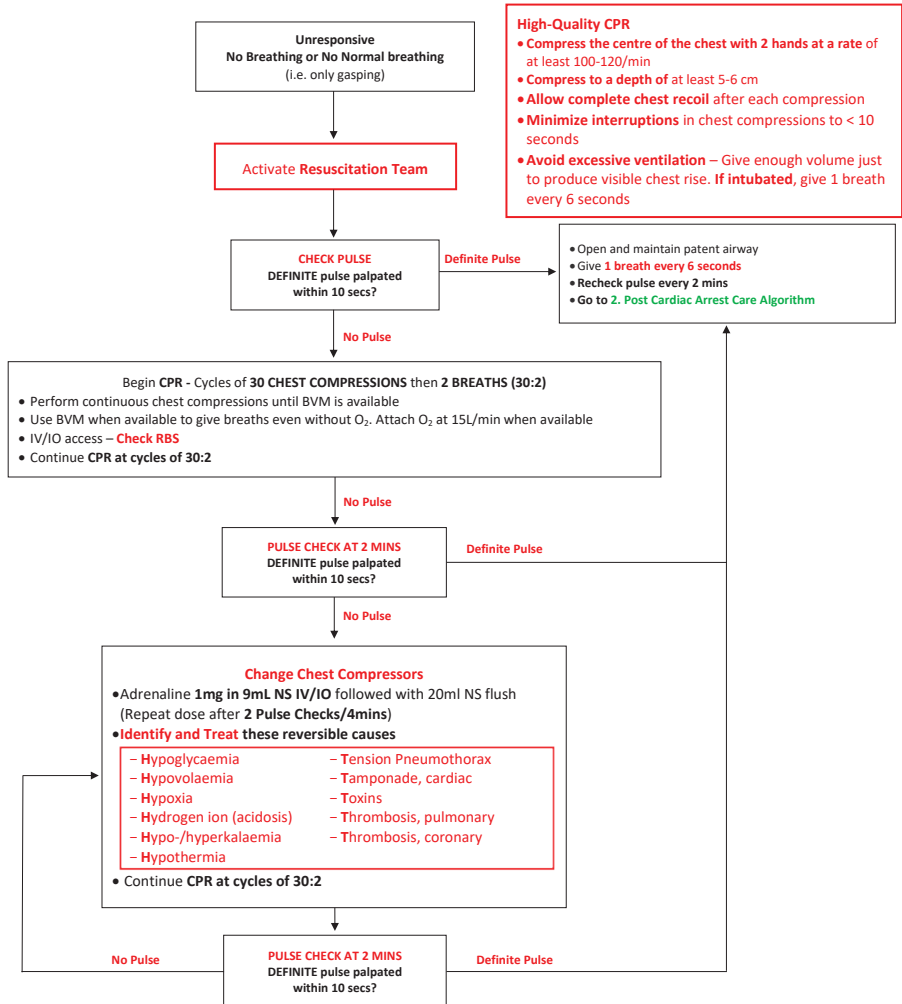 Unresponsive
No Breathing or No Normal breathing
(i.e. only gasping)
High-Quality CPR
• Compress the centre of the chest with 2 hands at a rate of
at least 100-120/min
• Compress to a depth of at least 5-6 cm
• Allow complete chest recoil after each compression
• Minimize interruptions in chest compressions to < 10
seconds
• Avoid excessive ventilation – Give enough volume just
to produce visible chest rise. If intubated, give 1 breath
every 6 seconds
Activate Resuscitation Team
CHECK PULSE
DEFINITE pulse palpated
within 10 secs?
Definite Pulse
• Open and maintain patent airway
• Give 1 breath every 6 seconds
• Recheck pulse every 2 mins
• Go to 2. Post Cardiac Arrest Care Algorithm
No Pulse
Begin CPR - Cycles of 30 CHEST COMPRESSIONS then 2 BREATHS (30:2)
• Perform continuous chest compressions until BVM is available
• Use BVM when available to give breaths even without O₂. Attach O₂ at 15L/min when available
• IV/IO access – Check RBS
• Continue CPR at cycles of 30:2
No Pulse
PULSE CHECK AT 2 MINS
DEFINITE pulse palpated
within 10 secs?
Definite Pulse
No Pulse
Change Chest Compressors
• Adrenaline 1mg in 9mL NS IV/IO followed with 20ml NS flush
(Repeat dose after 2 Pulse Checks/4mins)
• Identify and Treat these reversible causes
– Hypoglycaemia
– Hypovolaemia
– Hypoxia
– Hydrogen ion (acidosis)
– Hypo-/hyperkalaemia
– Hypothermia
– Tension Pneumothorax
– Tamponade, cardiac
– Toxins
– Thrombosis, pulmonary
– Thrombosis, coronary
• Continue CPR at cycles of 30:2
No Pulse
PULSE CHECK AT 2 MINS
DEFINITE pulse palpated
within 10 secs?
Definite Pulse